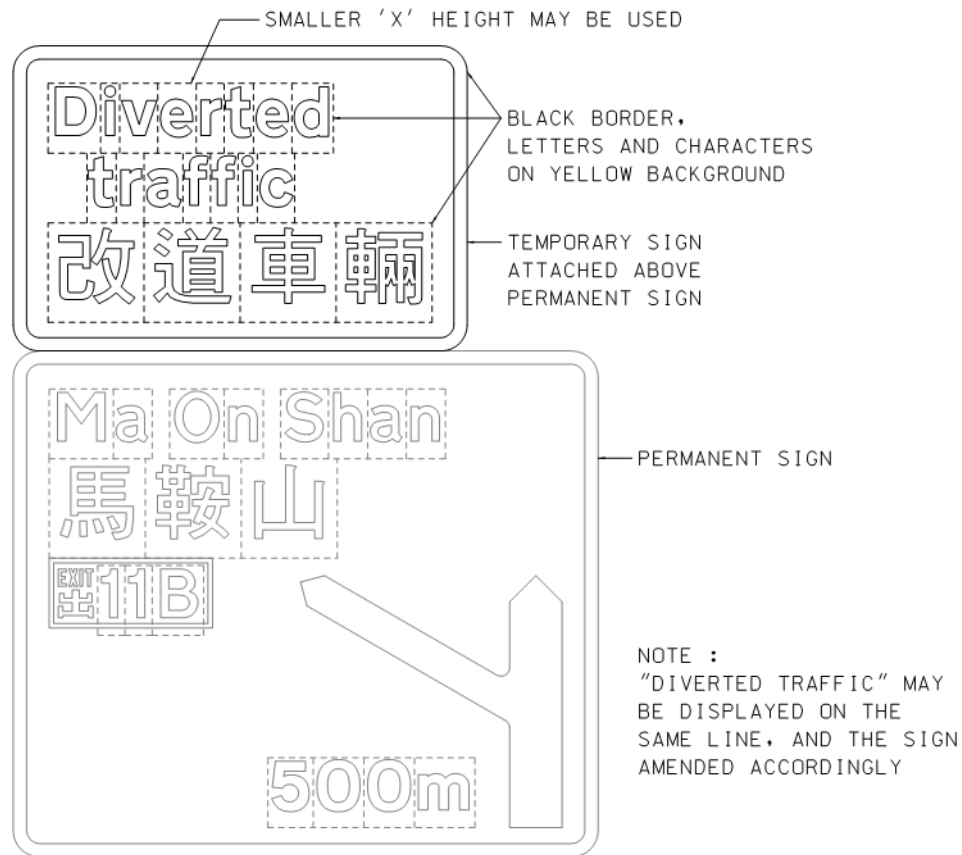 SMALLER 'X' HEIGHT MAY BE USED
Diverted
traffic
改道車輛
BLACK BORDER,
LETTERS AND CHARACTERS
ON YELLOW BACKGROUND
TEMPORARY SIGN
ATTACHED ABOVE
PERMANENT SIGN
Ma On Shan
馬鞍山
EXIT
出 11B
500m
PERMANENT SIGN
NOTE :
"DIVERTED TRAFFIC" MAY
BE DISPLAYED ON THE
SAME LINE, AND THE SIGN
AMENDED ACCORDINGLY